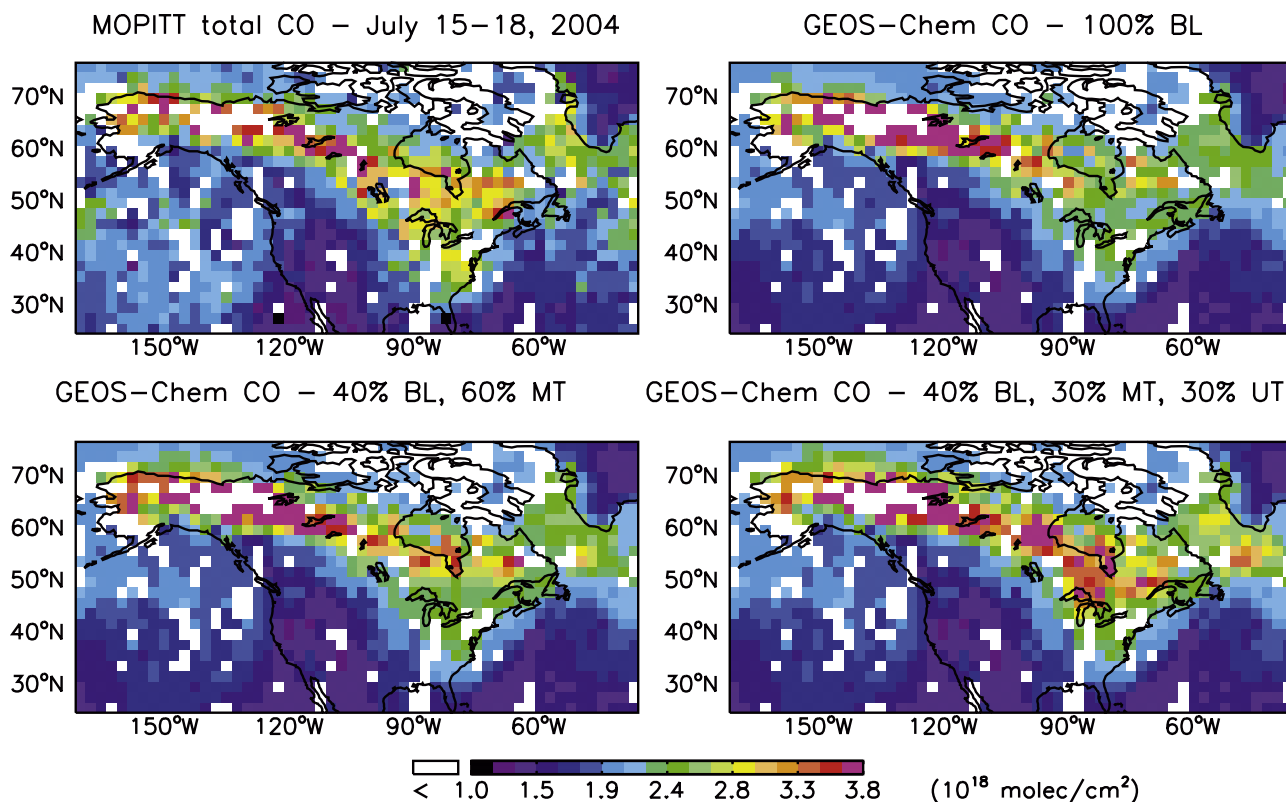 MOPITT total CO – July 15–18, 2004
GEOS–Chem CO – 100% BL
70°N
60°N
50°N
40°N
30°N
150°W 120°W 90°W 60°W
70°N
60°N
50°N
40°N
30°N
150°W 120°W 90°W 60°W
GEOS–Chem CO – 40% BL, 60% MT
GEOS–Chem CO – 40% BL, 30% MT, 30% UT
70°N
60°N
50°N
40°N
30°N
150°W 120°W 90°W 60°W
70°N
60°N
50°N
40°N
30°N
150°W 120°W 90°W 60°W
< 1.0 1.5 1.9 2.4 2.8 3.3 3.8 (10¹⁸ molec/cm²)